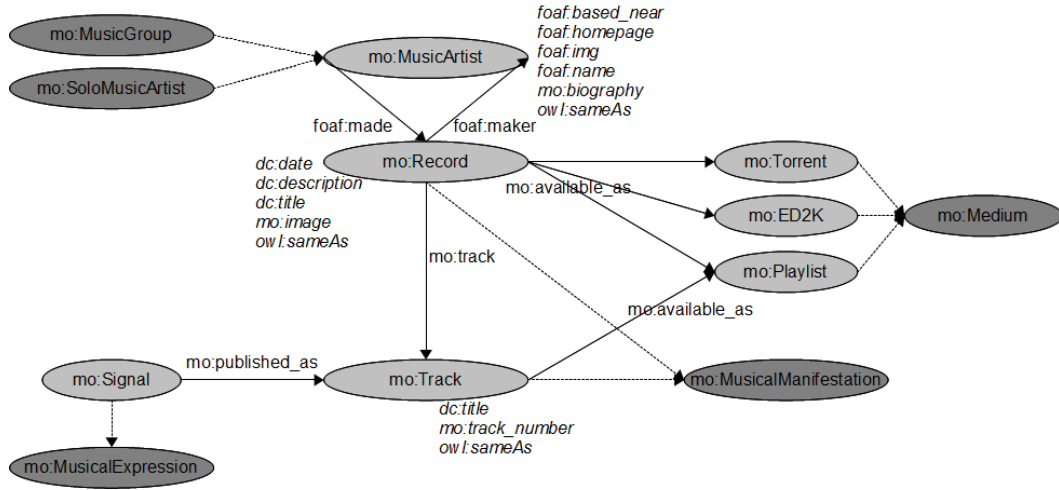 foaf:based_near
foaf:homepage
foaf:img
foaf:name
mo:biography
owl:sameAs
mo:MusicGroup
mo:MusicArtist
mo:SoloMusicArtist
foaf:made
foaf:maker
mo:Record
dc:date
dc:description
dc:title
mo:image
owl:sameAs
mo:available_as
mo:Torrent
mo:ED2K
mo:Medium
mo:Playlist
mo:track
mo:available_as
mo:published_as
mo:Signal
mo:Track
mo:MusicalManifestation
dc:title
mo:track_number
owl:sameAs
mo:MusicalExpression